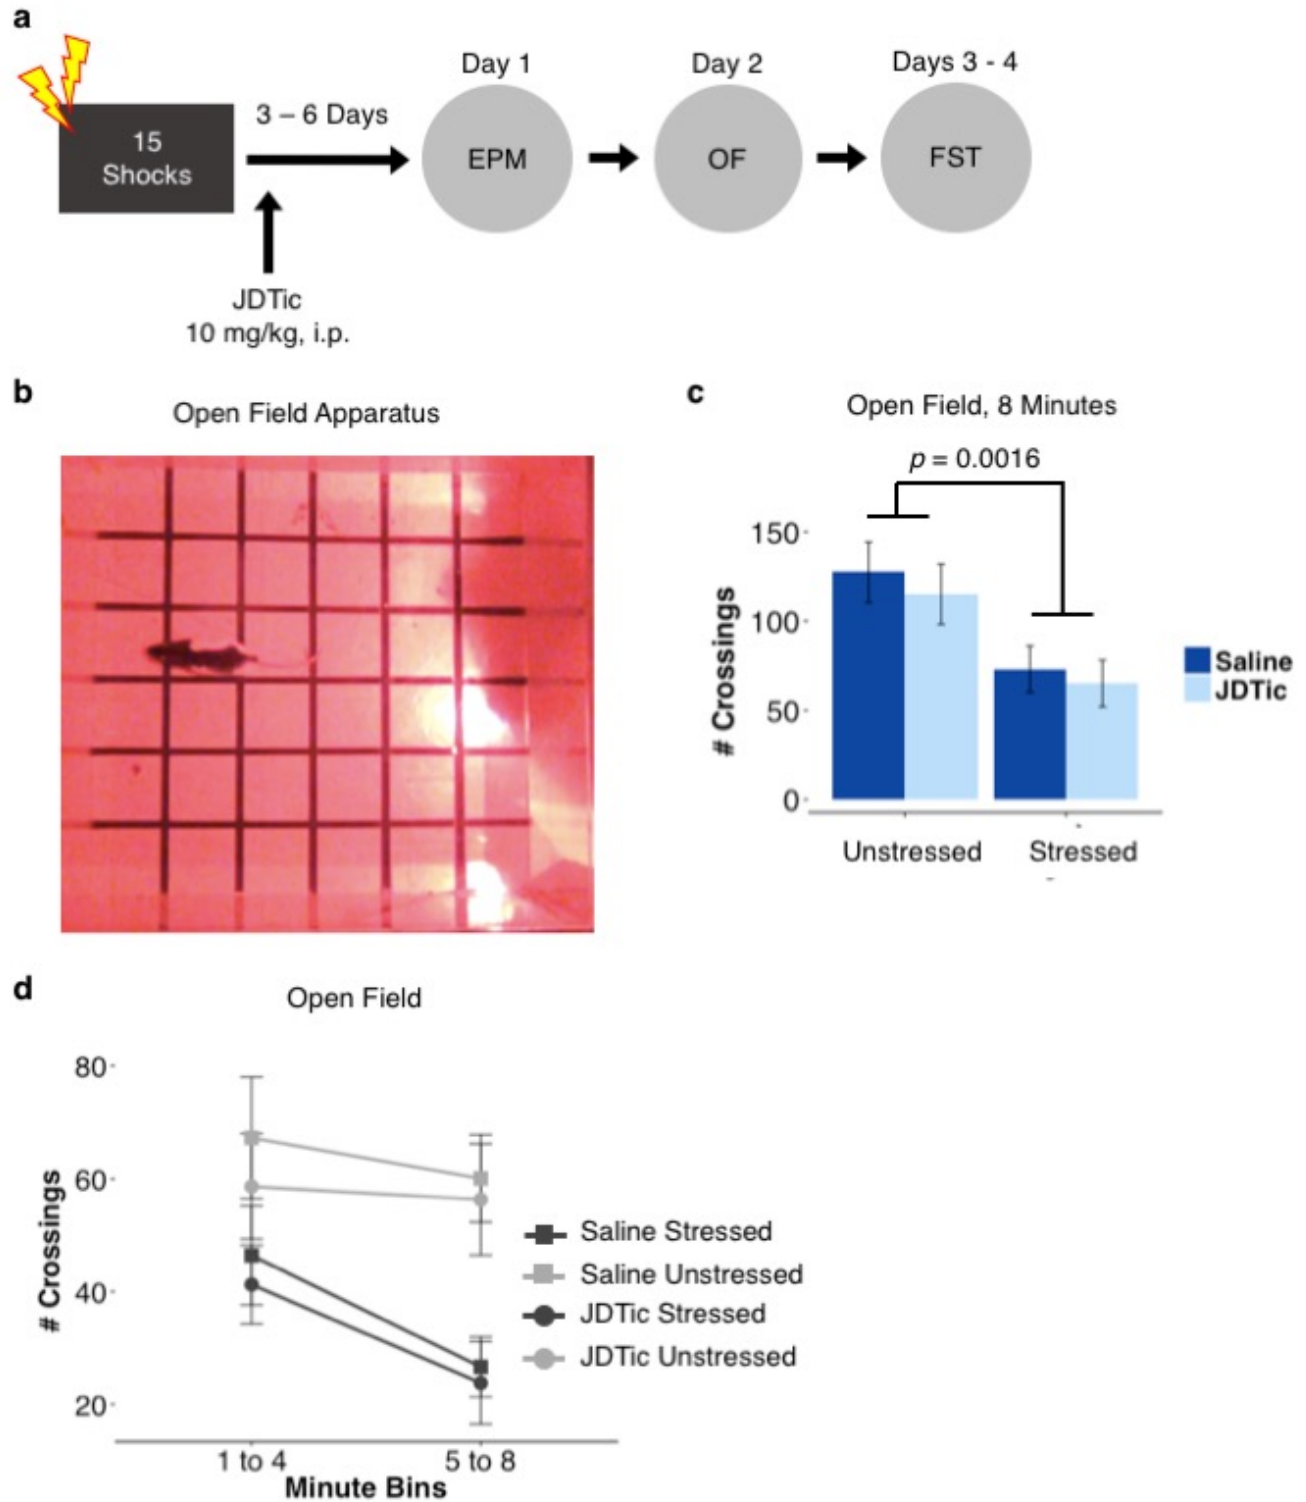 a
Day 1
Day 2
Days 3 - 4
3 – 6 Days
15
Shocks
EPM
OF
FST
JDTic
10 mg/kg, i.p.
b
Open Field Apparatus
c
Open Field, 8 Minutes
p = 0.0016
150
100
50
0
# Crossings
Unstressed
Stressed
Saline
JDTic
d
Open Field
80
60
40
20
# Crossings
1 to 4
5 to 8
Minute Bins
Saline Stressed
Saline Unstressed
JDTic Stressed
JDTic Unstressed